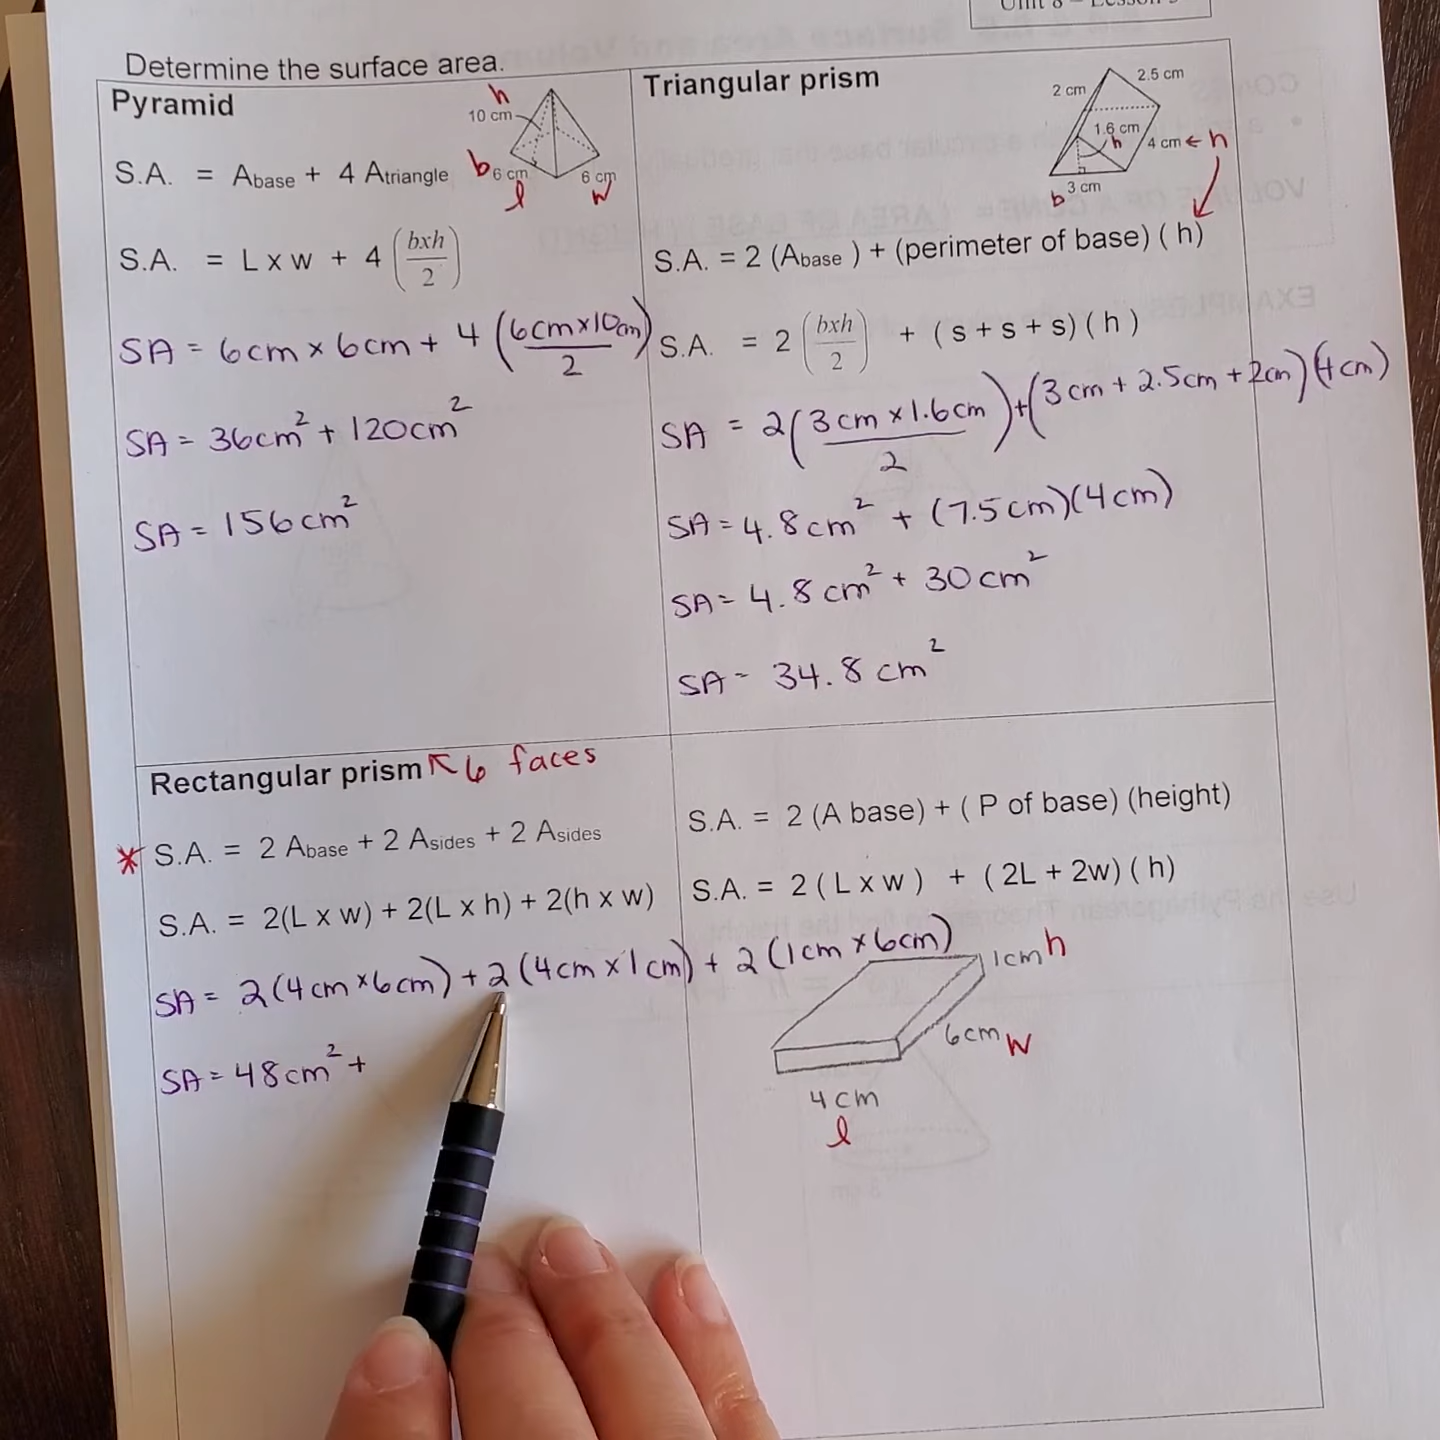 Determine the surface area.
Pyramid
h
10 cm
b 6 cm
l
6 cm
w
S.A. = Abase + 4 Atriangle
S.A. = L x w + 4 (bxh/2)
SA = 6cm × 6cm + 4 (6cm×10cm/2)
SA = 36cm² + 120cm²
SA = 156cm²
Triangular prism
2 cm
2.5 cm
1.6 cm
h
4 cm ← h
3 cm
b
S.A. = 2 (Abase ) + (perimeter of base) ( h)
S.A. = 2 (bxh/2) + ( s + s + s) ( h )
SA = 2(3cm × 1.6cm/2) + (3cm + 2.5cm + 2cm)(4cm)
SA = 4.8cm² + (7.5cm)(4cm)
SA = 4.8cm² + 30cm²
SA = 34.8cm²
Rectangular prism ↖ 6 faces
* S.A. = 2 Abase + 2 Asides + 2 Asides
S.A. = 2(L x w) + 2(L x h) + 2(h x w)
SA = 2(4cm×6cm) + 2(4cm×1cm) + 2(1cm×6cm)
SA = 48cm² +
S.A. = 2 (A base) + ( P of base) (height)
S.A. = 2 ( L x w ) + ( 2L + 2w) ( h)
1cm h
6cm w
4cm
l